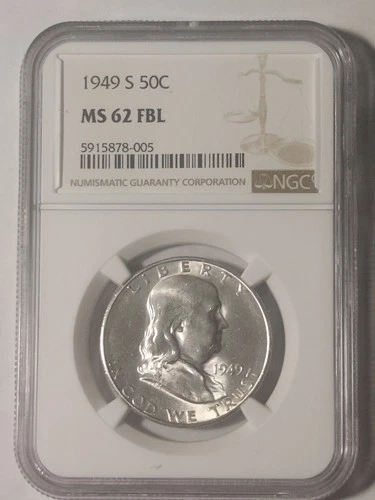 1949 S 50C
MS 62 FBL
5915878-005
NUMISMATIC GUARANTY CORPORATION
NGC
LIBERTY
1949
IN GOD WE TRUST